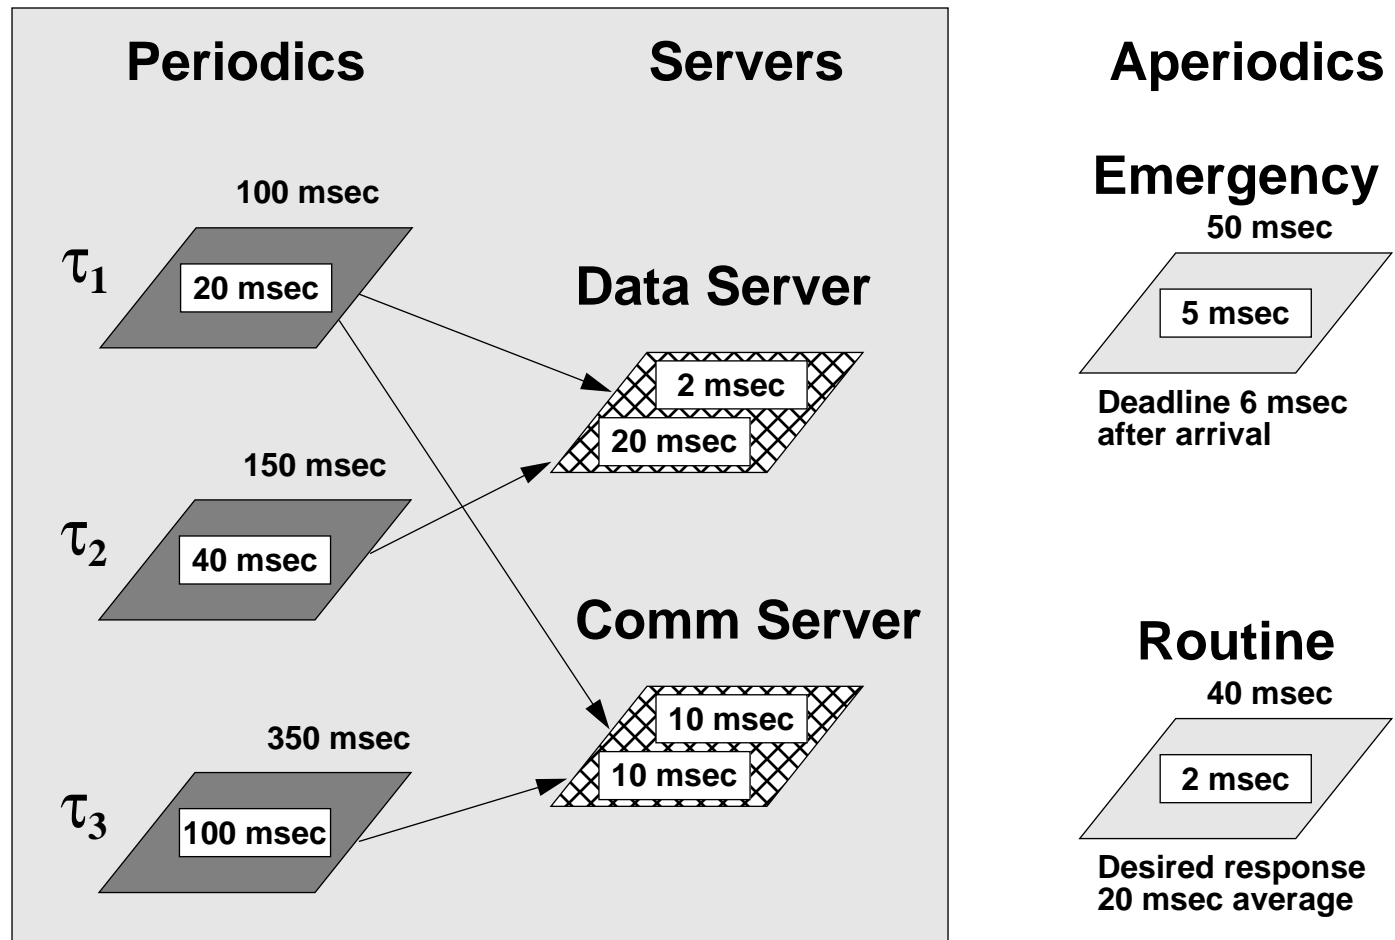 Periodics
Servers
Aperiodics
100 msec
τ1
20 msec
150 msec
τ2
40 msec
350 msec
τ3
100 msec
Data Server
2 msec
20 msec
Comm Server
10 msec
10 msec
Emergency
50 msec
5 msec
Deadline 6 msec
after arrival
Routine
40 msec
2 msec
Desired response
20 msec average